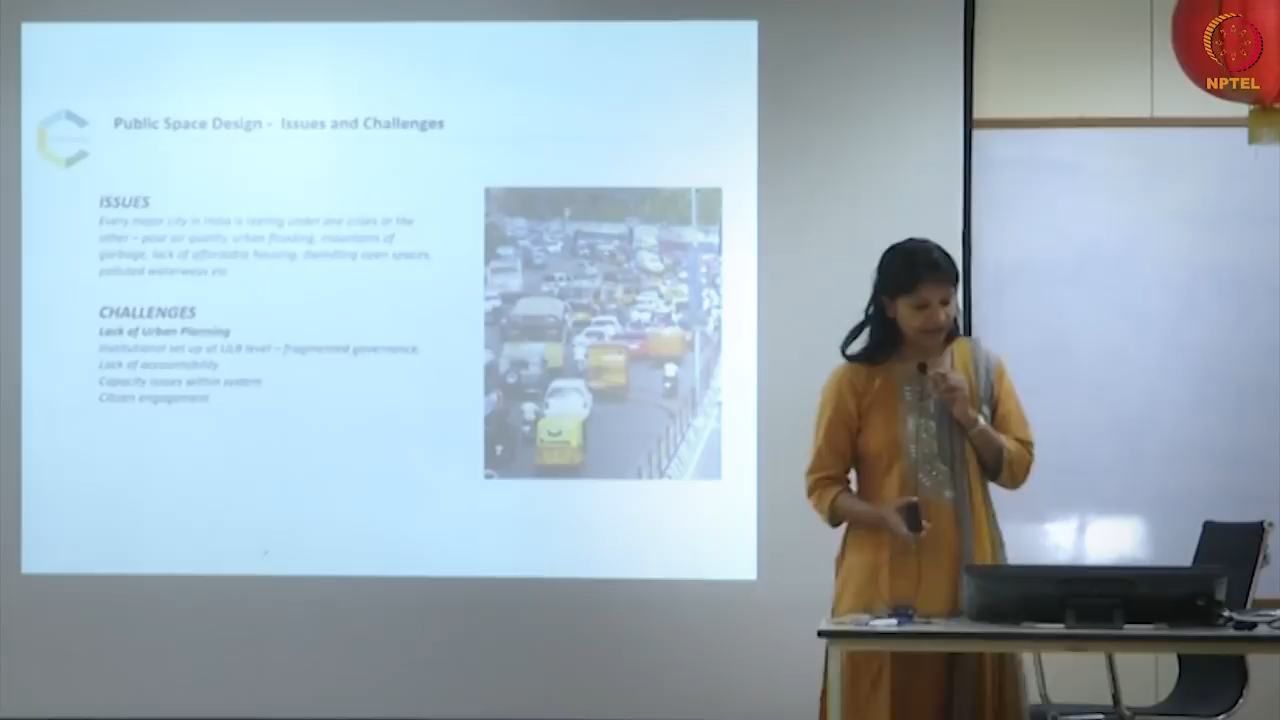 NPTEL
Public Space Design - Issues and Challenges
ISSUES
Every major city in India is reeling under one crises or the
other – poor air quality, urban flooding, mountains of
garbage, lack of affordable housing, dwindling open spaces,
polluted waterways etc
CHALLENGES
Lack of Urban Planning
Institutional set up at ULB level – fragmented governance
Lack of accountability
Capacity issues within system
Citizen engagement